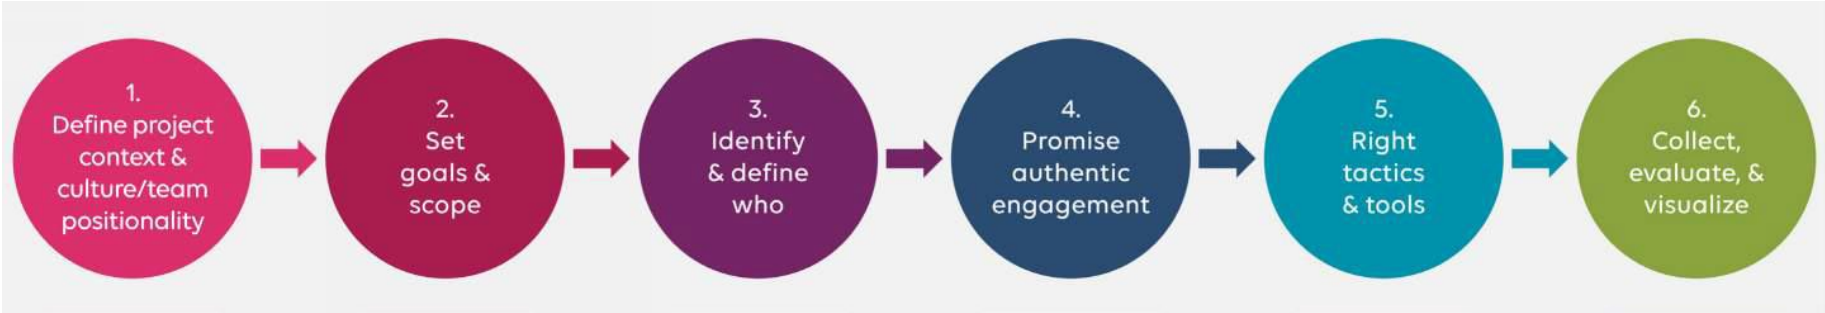 1.
Define project
context &
culture/team
positionality
2.
Set
goals &
scope
3.
Identify
& define
who
4.
Promise
authentic
engagement
5.
Right
tactics
& tools
6.
Collect,
evaluate, &
visualize